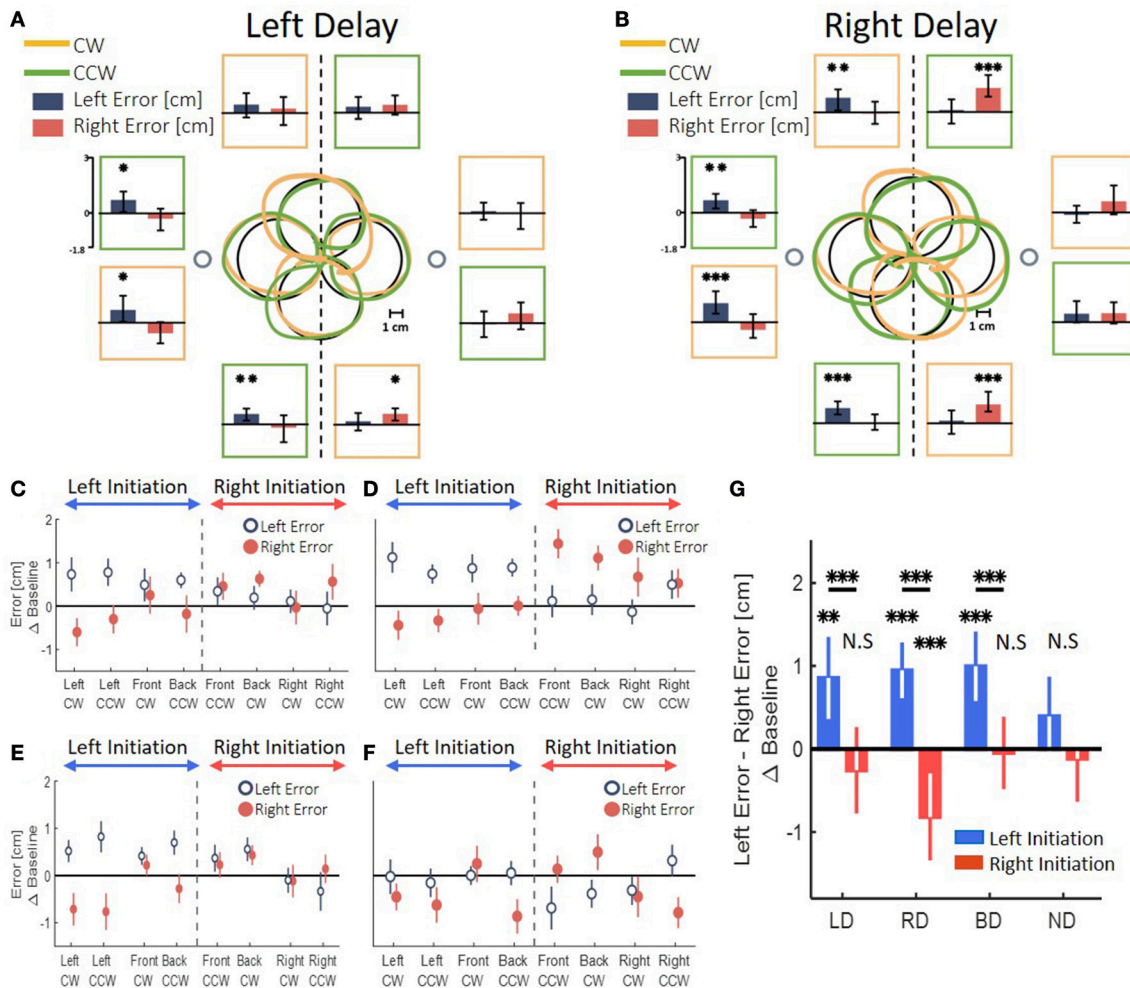 A
Left Delay
CW
CCW
Left Error [cm]
Right Error [cm]
3
0
-1.8
*
*
**
*
1 cm
B
Right Delay
CW
CCW
Left Error [cm]
Right Error [cm]
**
***
3
0
-1.8
**
***
***
***
1 cm
C
Left Initiation
Right Initiation
Left Error
Right Error
Error [cm]
Δ Baseline
2
1
0
-1
Left Left Front Back Front Back Right Right
CW CCW CW CCW CCW CW CW CCW
D
Left Initiation
Right Initiation
Left Error
Right Error
Left Left Front Back Front Back Right Right
CW CCW CW CCW CCW CW CW CCW
E
Left Initiation
Right Initiation
Left Error
Right Error
Error [cm]
Δ Baseline
2
1
0
-1
Left Left Front Back Front Back Right Right
CW CCW CW CCW CCW CW CW CCW
F
Left Initiation
Right Initiation
Left Error
Right Error
Left Left Front Back Front Back Right Right
CW CCW CW CCW CCW CW CW CCW
G
Left Error - Right Error [cm]
Δ Baseline
2
1
0
-1
*** *** ***
** N.S *** *** *** N.S N.S
Left Initiation
Right Initiation
LD RD BD ND